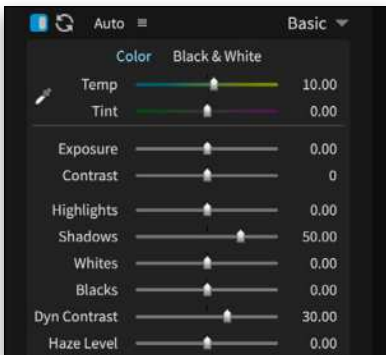 Auto Basic
Color Black & White
Temp 10.00
Tint 0.00
Exposure 0.00
Contrast 0
Highlights 0.00
Shadows 50.00
Whites 0.00
Blacks 0.00
Dyn Contrast 30.00
Haze Level 0.00